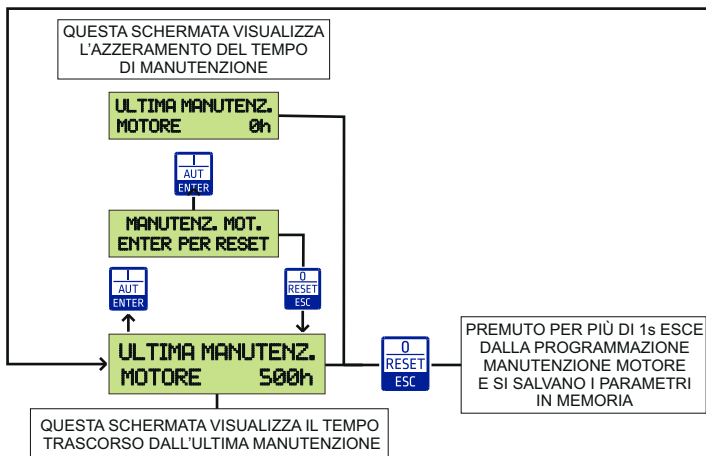 QUESTA SCHERMATA VISUALIZZA
L'AZZERAMENTO DEL TEMPO
DI MANUTENZIONE
ULTIMA MANUTENZ.
MOTORE 0h
I
AUT
ENTER
MANUTENZ. MOT.
ENTER PER RESET
I
AUT
ENTER
0
RESET
ESC
ULTIMA MANUTENZ.
MOTORE 500h
0
RESET
ESC
PREMUTO PER PIÙ DI 1s ESCE
DALLA PROGRAMMAZIONE
MANUTENZIONE MOTORE
E SI SALVANO I PARAMETRI
IN MEMORIA
QUESTA SCHERMATA VISUALIZZA IL TEMPO
TRASCORSO DALL'ULTIMA MANUTENZIONE